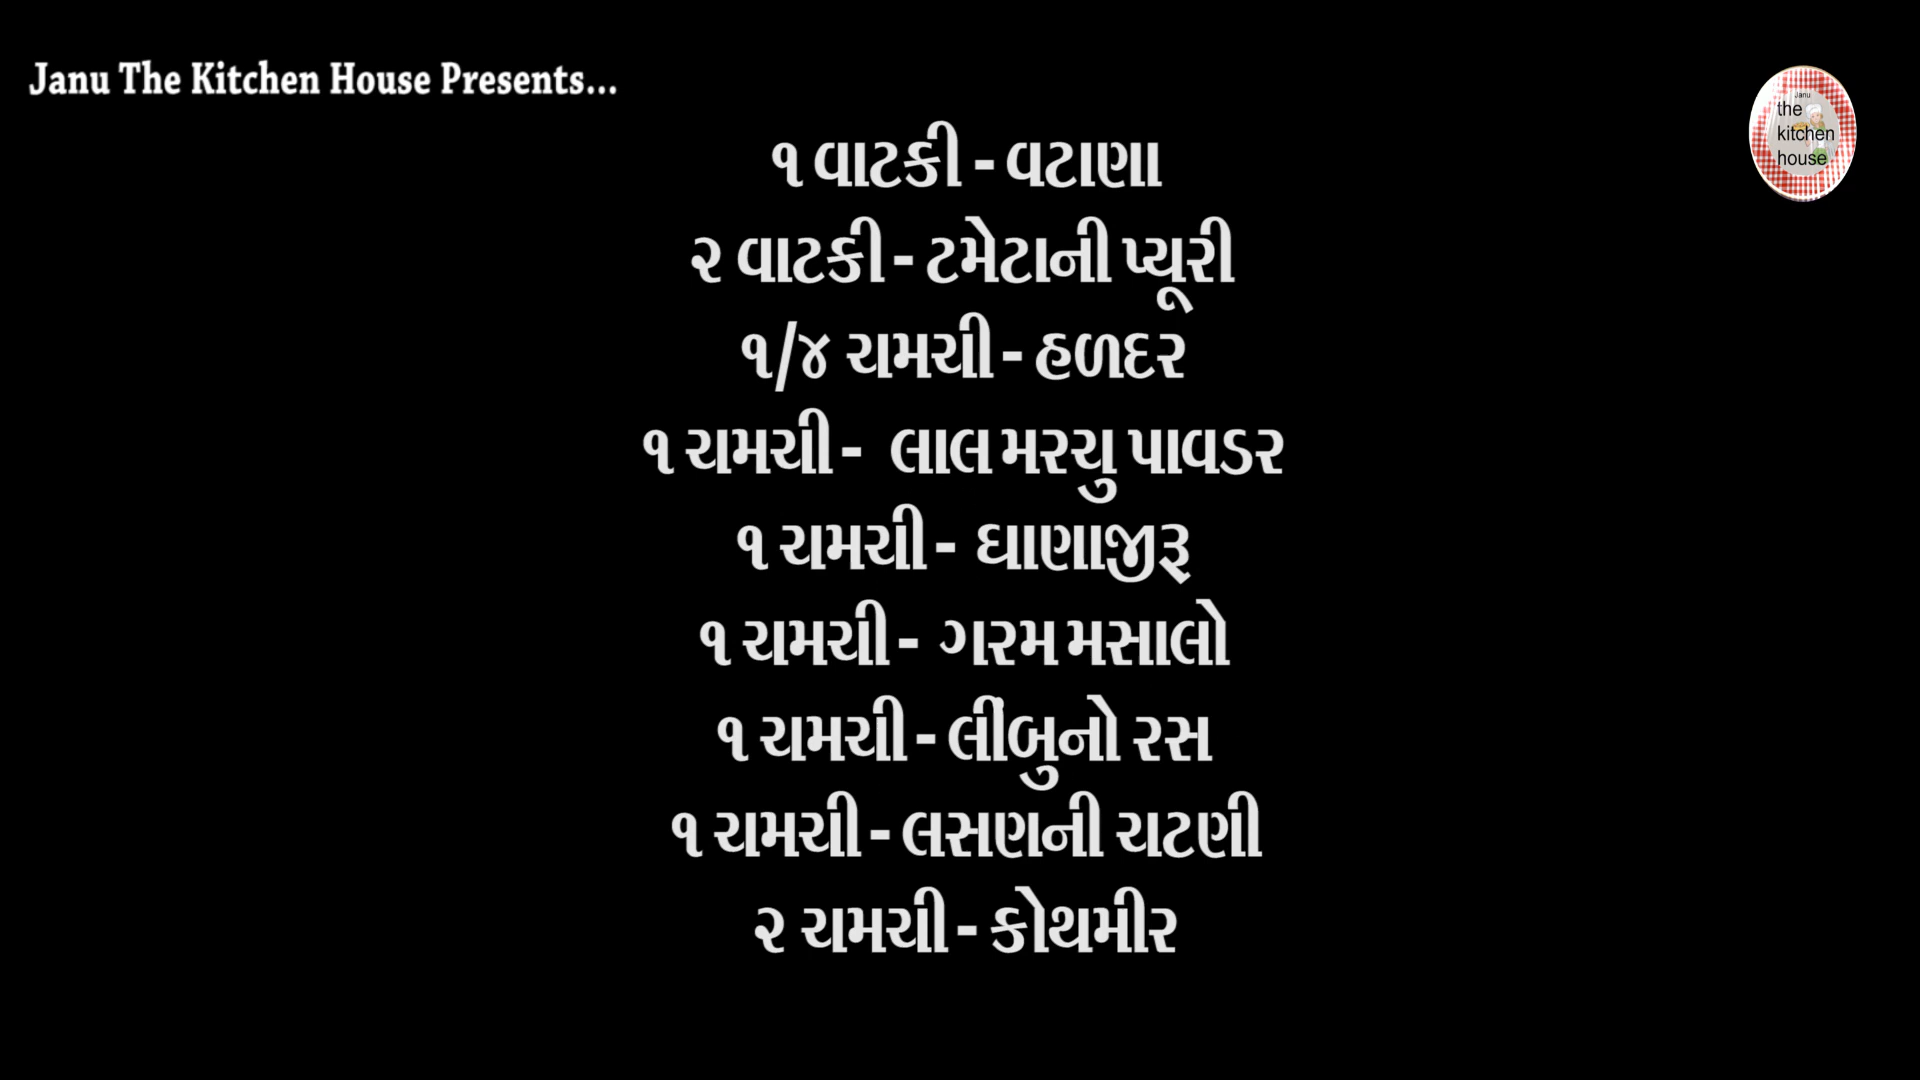 Janu The Kitchen House Presents...
Janu
the
kitchen
house
૧ વાટકી - વટાણા
૨ વાટકી - ટમેટાની પ્યૂરી
૧/૪ ચમચી - હળદર
૧ ચમચી - લાલ મરચુ પાવડર
૧ ચમચી - ઘાણાજીરૂ
૧ ચમચી - ગરમ મસાલો
૧ ચમચી - લીંબુનો રસ
૧ ચમચી - લસણની ચટણી
૨ ચમચી - કોથમીર